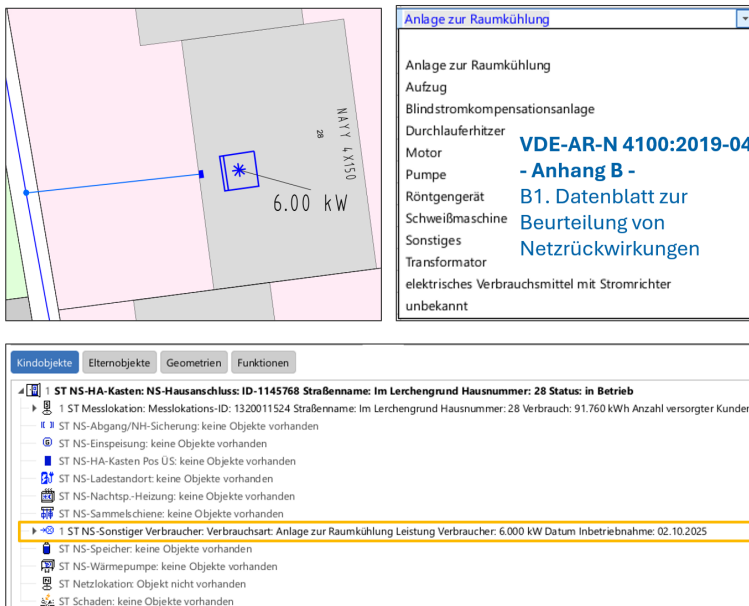 NAYY 4X150
28
6.00 kW
Anlage zur Raumkühlung
Anlage zur Raumkühlung
Aufzug
Blindstromkompensationsanlage
Durchlauferhitzer
Motor
Pumpe
Röntgengerät
Schweißmaschine
Sonstiges
Transformator
elektrisches Verbrauchsmittel mit Stromrichter
unbekannt
VDE-AR-N 4100:2019-04
- Anhang B -
B1. Datenblatt zur
Beurteilung von
Netzrückwirkungen
Kindobjekte Elternobjekte Geometrien Funktionen
1 ST NS-HA-Kasten: NS-Hausanschluss: ID-1145768 Straßenname: Im Lerchengrund Hausnummer: 28 Status: in Betrieb
1 ST Messlokation: Messlokations-ID: 1320011524 Straßenname: Im Lerchengrund Hausnummer: 28 Verbrauch: 91.760 kWh Anzahl versorgter Kunden
ST NS-Abgang/NH-Sicherung: keine Objekte vorhanden
ST NS-Einspeisung: keine Objekte vorhanden
ST NS-HA-Kasten Pos ÜS: keine Objekte vorhanden
ST NS-Ladestandort: keine Objekte vorhanden
ST NS-Nachtsp.-Heizung: keine Objekte vorhanden
ST NS-Sammelschiene: keine Objekte vorhanden
1 ST NS-Sonstiger Verbraucher: Verbrauchsart: Anlage zur Raumkühlung Leistung Verbraucher: 6.000 kW Datum Inbetriebnahme: 02.10.2025
ST NS-Speicher: keine Objekte vorhanden
ST NS-Wärmepumpe: keine Objekte vorhanden
ST Netzlokation: Objekt nicht vorhanden
ST Schaden: keine Objekte vorhanden